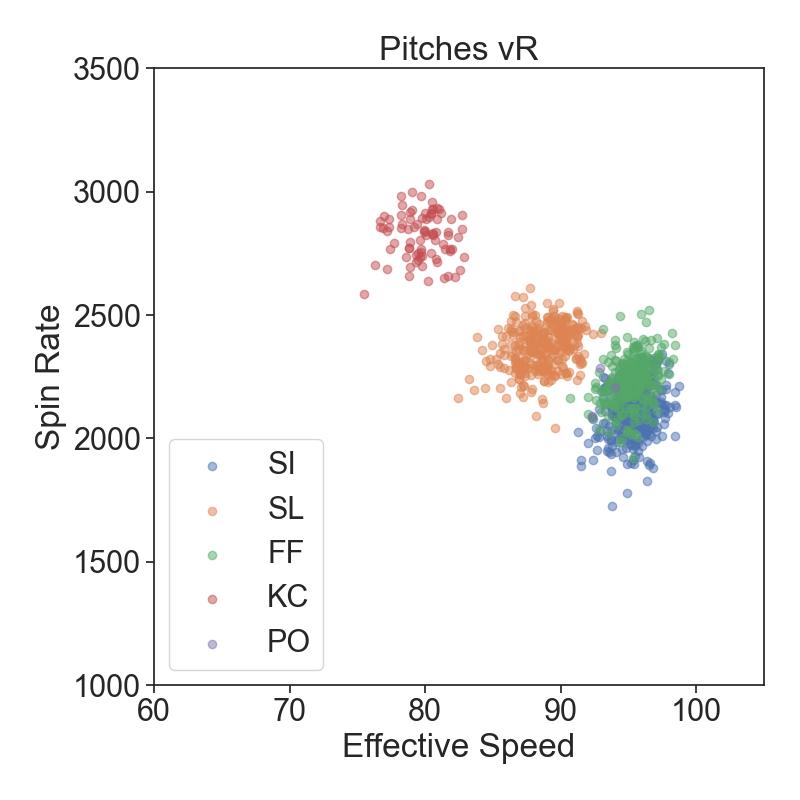 Pitches vR
3500
3000
2500
2000
1500
1000
Spin Rate
SI
SL
FF
KC
PO
60 70 80 90 100
Effective Speed